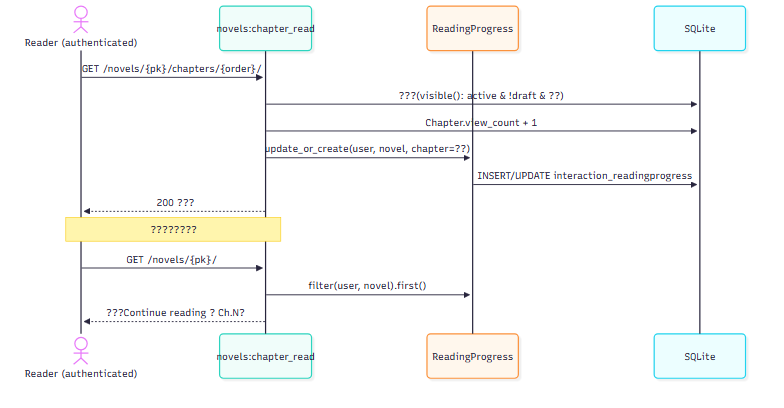 Reader (authenticated)
novels:chapter_read
ReadingProgress
SQLite
GET /novels/{pk}/chapters/{order}/
???(visible(): active & !draft & ??)
Chapter.view_count + 1
update_or_create(user, novel, chapter=??)
INSERT/UPDATE interaction_readingprogress
200 ???
????????
GET /novels/{pk}/
filter(user, novel).first()
???Continue reading ? Ch.N?
Reader (authenticated)
novels:chapter_read
ReadingProgress
SQLite